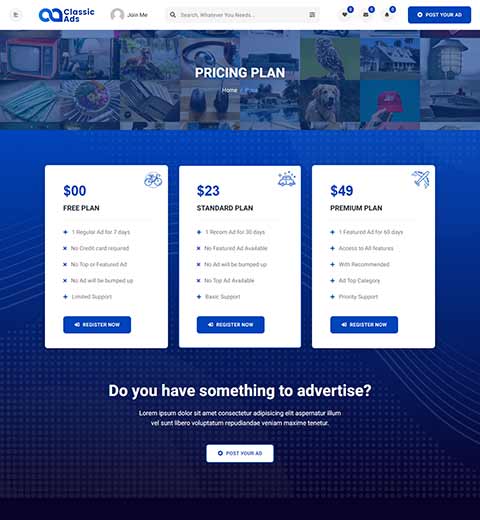 Classic
Ads
Join Me
Search, Whatever You Needs...
0
0
0
POST YOUR AD
PRICING PLAN
Home / Price
$00
FREE PLAN
1 Regular Ad for 7 days
No Credit card required
No Top or Featured Ad
No Ad will be bumped up
Limited Support
REGISTER NOW
$23
STANDARD PLAN
1 Recom Ad for 30 days
No Featured Ad Available
No Ad will be bumped up
No Top Ad Available
Basic Support
REGISTER NOW
$49
PREMIUM PLAN
1 Featured Ad for 60 days
Access to All features
With Recommended
Ad Top Category
Priority Support
REGISTER NOW
Do you have something to advertise?
Lorem ipsum dolor sit amet consectetur adipisicing elit aspernatur illum
vel sunt libero voluptatum repudiandae veniam maxime tenetur.
POST YOUR AD